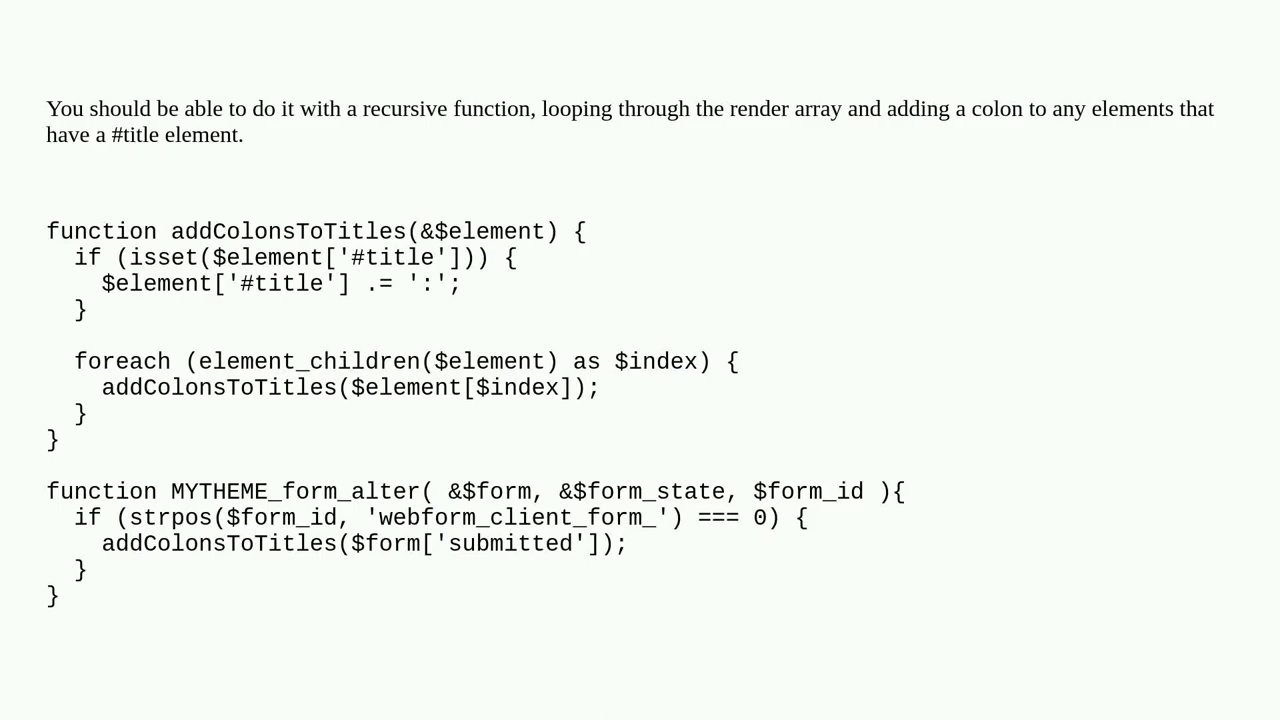 You should be able to do it with a recursive function, looping through the render array and adding a colon to any elements that
have a #title element.
function addColonsToTitles(&$element) {
  if (isset($element['#title'])) {
    $element['#title'] .= ':';
  }
  foreach (element_children($element) as $index) {
    addColonsToTitles($element[$index]);
  }
}
function MYTHEME_form_alter( &$form, &$form_state, $form_id ){
  if (strpos($form_id, 'webform_client_form_') === 0) {
    addColonsToTitles($form['submitted']);
  }
}